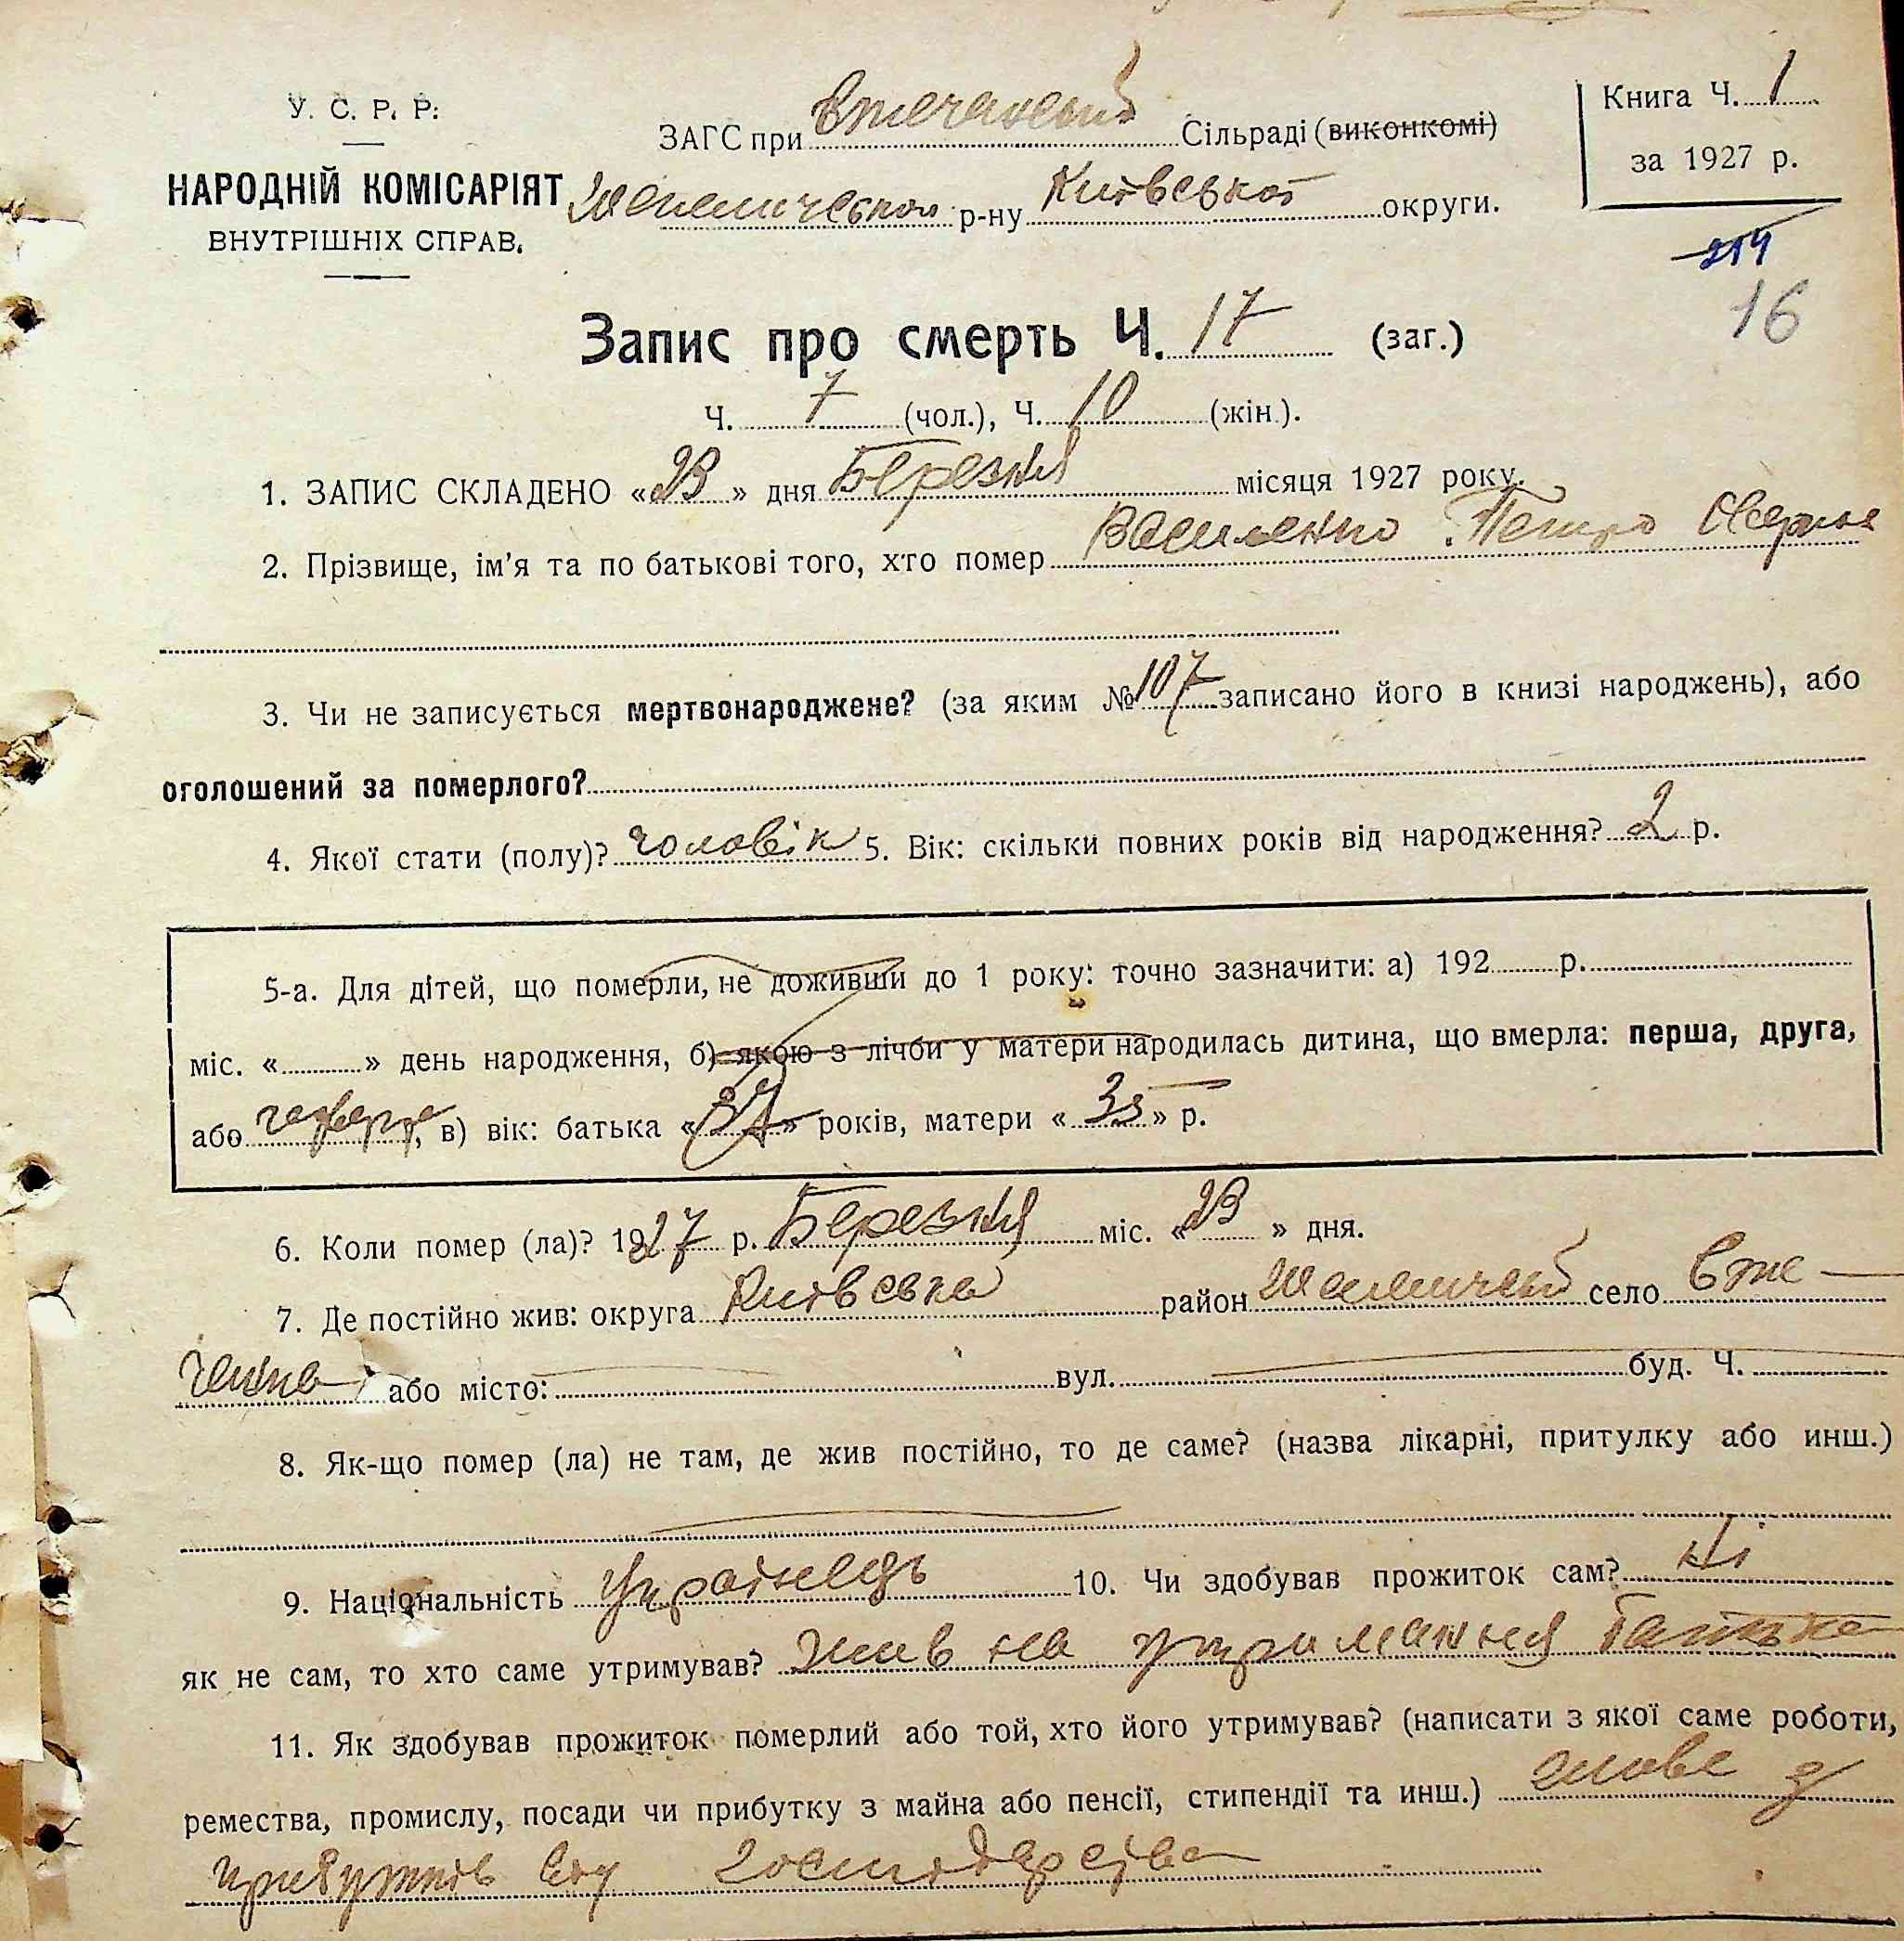 У. С. Р. Р.
НАРОДНІЙ КОМІСАРІЯТ
ВНУТРІШНІХ СПРАВ.
ЗАГС при Втечанській Сільраді (виконкомі)
р-ну Київської округи.
Книга Ч. 1
за 1927 р.
214
16
Запис про смерть Ч. 17 (заг.)
Ч. 7 (чол.), Ч. 10 (жін.).
1. ЗАПИС СКЛАДЕНО «23» дня Березня місяця 1927 року.
2. Прізвище, ім'я та по батькові того, хто помер Василенко Петро
3. Чи не записується мертвонароджене? (за яким № 107 записано його в книзі народжень), або
оголошений за померлого?
4. Якої стати (полу)? чоловік 5. Вік: скільки повних років від народження? 2 р.
5-а. Для дітей, що померли, не доживши до 1 року: точно зазначити: а) 192 р.
міс. « » день народження, б) якою з лічби у матери народилась дитина, що вмерла: перша, друга,
або в) вік: батька «37» років, матери «35» р.
6. Коли помер (ла)? 1927 р. Березня міс. «23» дня.
7. Де постійно жив: округа Київська район село Вте-
або місто: вул. буд. Ч.
8. Як-що помер (ла) не там, де жив постійно, то де саме? (назва лікарні, притулку або инш.)
9. Національність Українець 10. Чи здобував прожиток сам? Ні
як не сам, то хто саме утримував? жив на утримання Батька
11. Як здобував прожиток померлий або той, хто його утримував? (написати з якої саме роботи,
ремества, промислу, посади чи прибутку з майна або пенсії, стипендії та инш.)
прибутків господарства